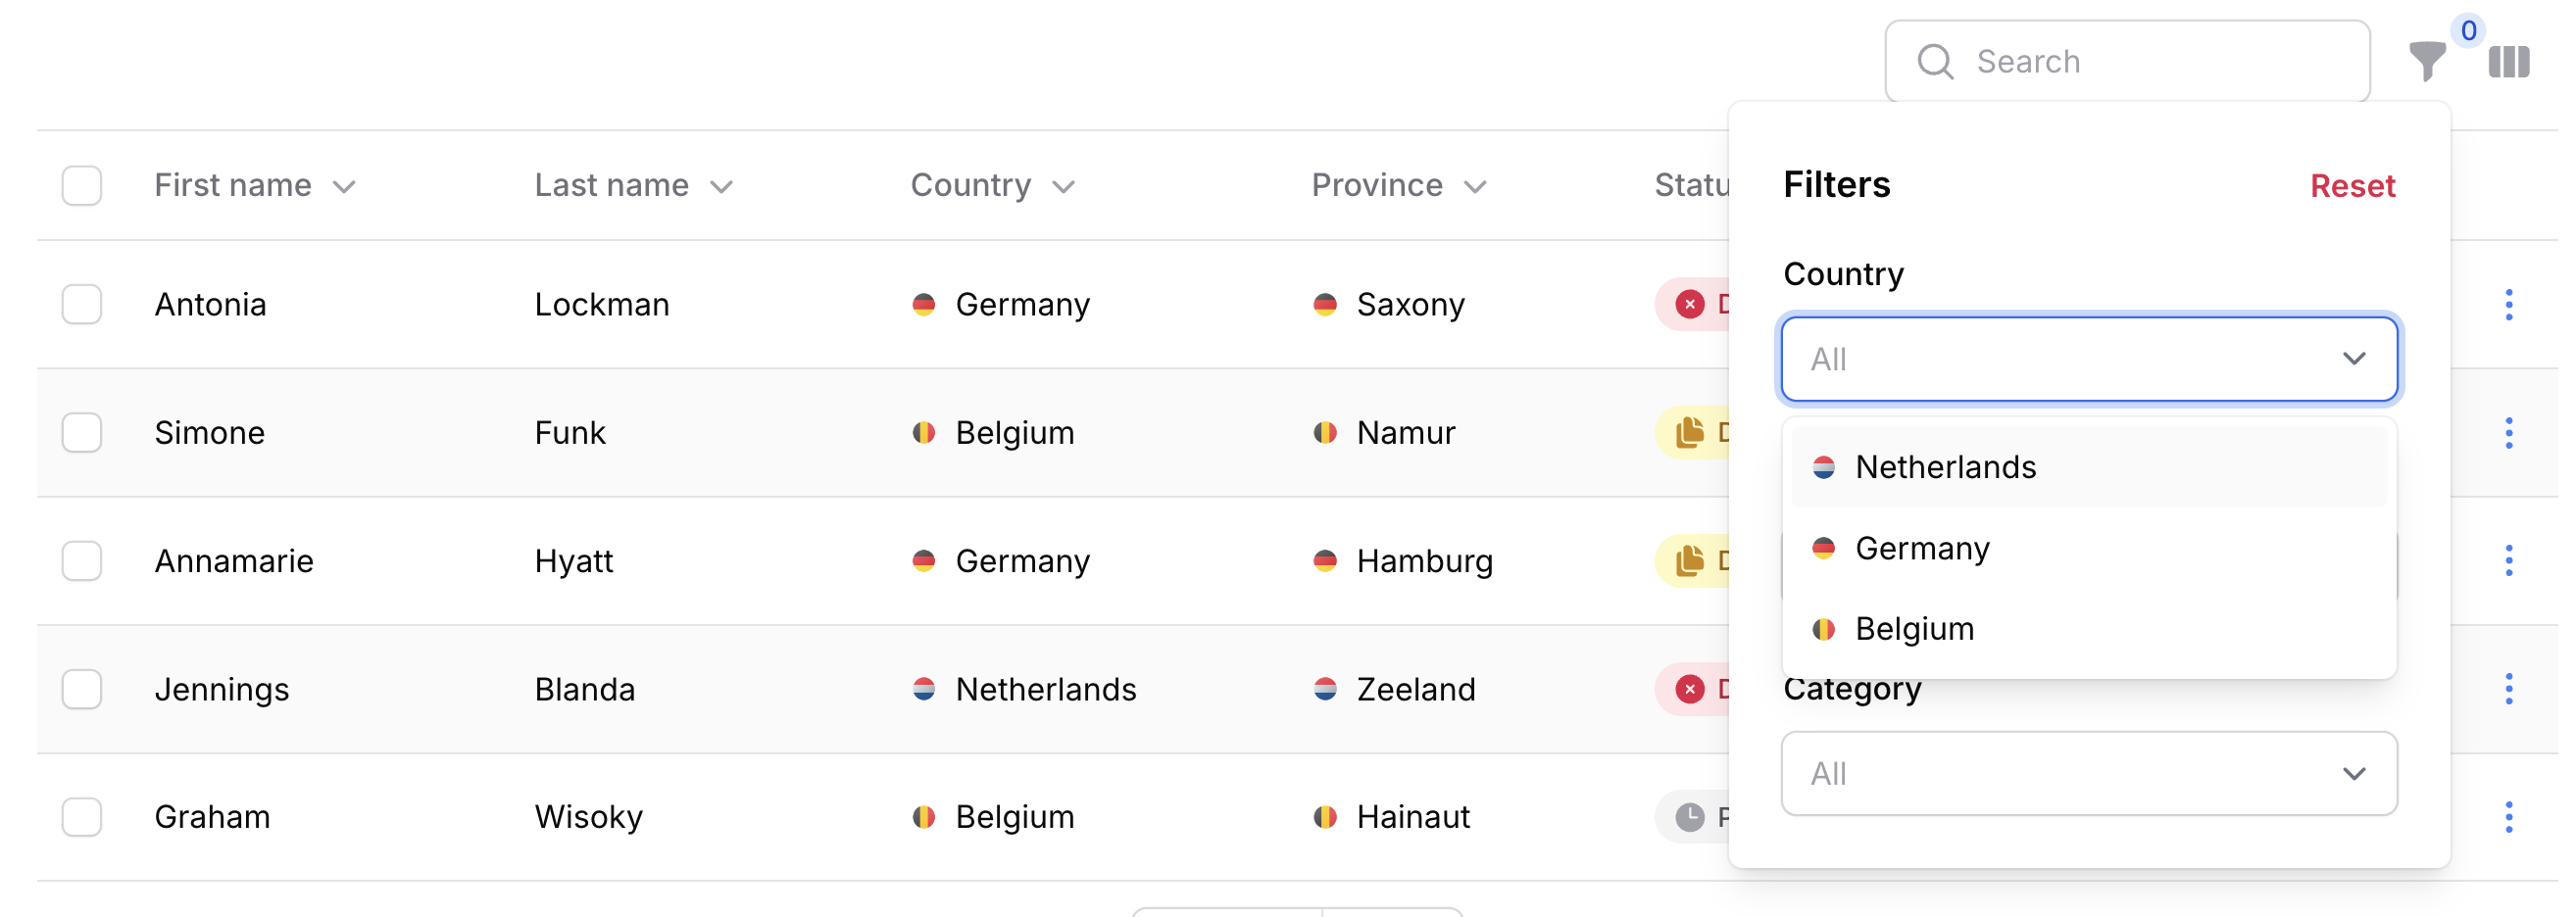 Search
0
First name
Last name
Country
Province
Filters
Reset
Country
All
Netherlands
Germany
Belgium
Category
All
Antonia Lockman Germany Saxony
Simone Funk Belgium Namur
Annamarie Hyatt Germany Hamburg
Jennings Blanda Netherlands Zeeland
Graham Wisoky Belgium Hainaut